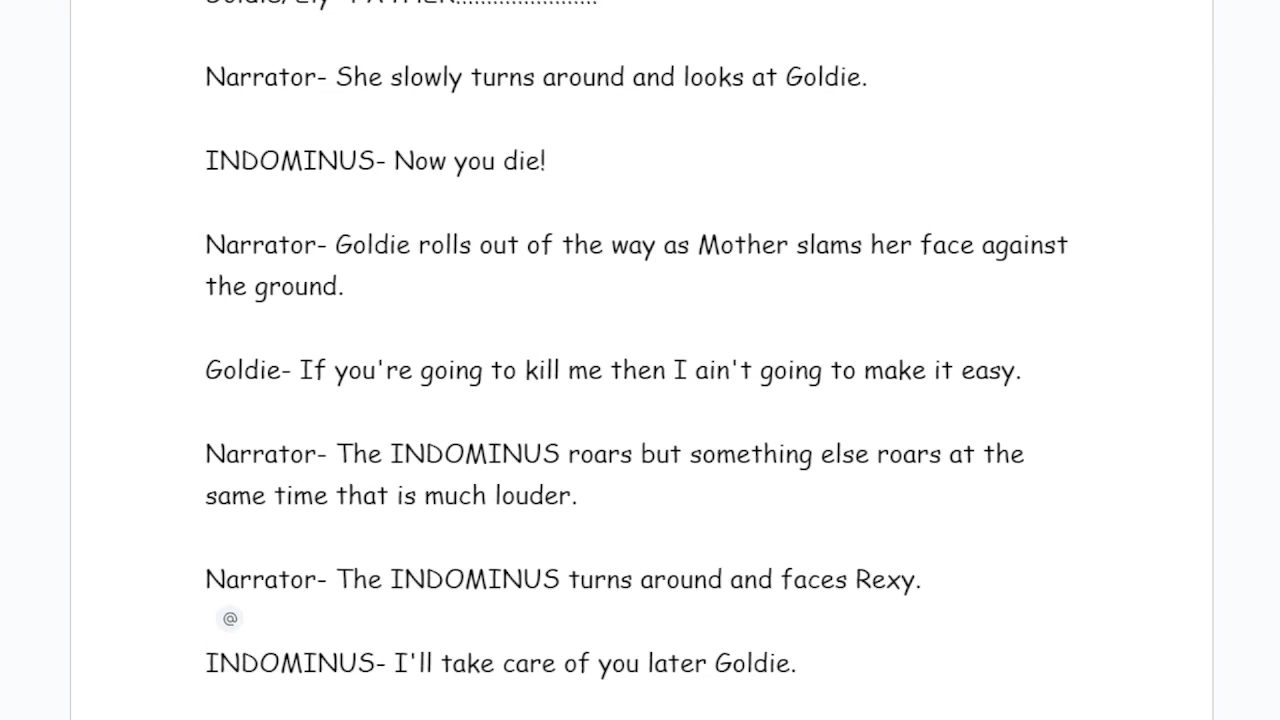 Narrator- She slowly turns around and looks at Goldie.
INDOMINUS- Now you die!
Narrator- Goldie rolls out of the way as Mother slams her face against
the ground.
Goldie- If you're going to kill me then I ain't going to make it easy.
Narrator- The INDOMINUS roars but something else roars at the
same time that is much louder.
Narrator- The INDOMINUS turns around and faces Rexy.
@
INDOMINUS- I'll take care of you later Goldie.